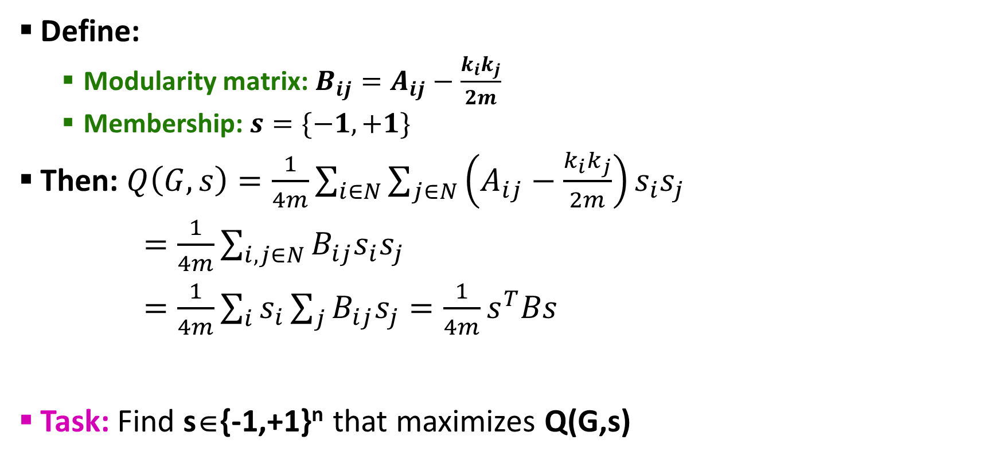 ▪ Define:
▪ Modularity matrix: $\boldsymbol{B_{ij} = A_{ij} - \frac{k_i k_j}{2m}}$
▪ Membership: $\boldsymbol{s = \{-1, +1\}}$
▪ Then: $Q(G, s) = \frac{1}{4m} \sum_{i \in N} \sum_{j \in N} \left( A_{ij} - \frac{k_i k_j}{2m} \right) s_i s_j$
$= \frac{1}{4m} \sum_{i,j \in N} B_{ij} s_i s_j$
$= \frac{1}{4m} \sum_i s_i \sum_j B_{ij} s_j = \frac{1}{4m} s^T B s$
▪ Task: Find s∈{-1,+1}ⁿ that maximizes Q(G,s)